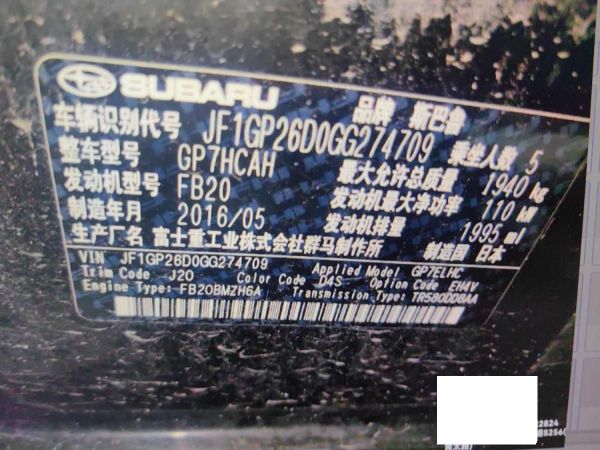 SUBARU
品牌 斯巴鲁
车辆识别代号 JF1GP26D0GG274709 乘坐人数 5
整车型号 GP7HCAH 最大允许总质量 1940 kg
发动机型号 FB20 发动机最大净功率 110 kW
制造年月 2016/05 发动机排量 1995 ml
生产厂名 富士重工业株式会社群马制作所 制造国 日本
VIN JF1GP26D0GG274709 Applied Model GP7ELHC
Trim Code J20 Color Code D4S Option Code EH4V
Engine Type: FB20BMZH6A Transmission Type: TR580DD8AA